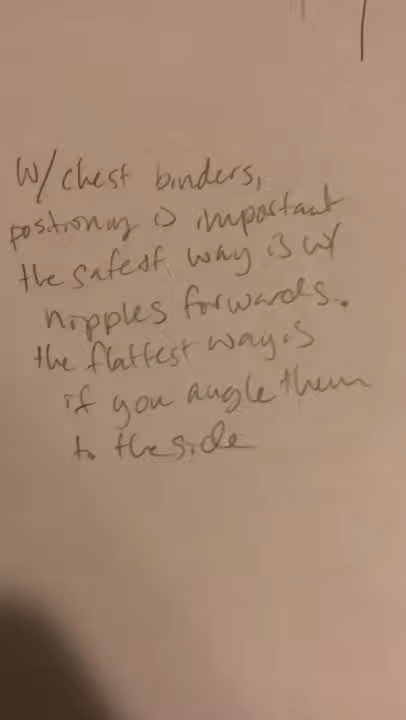 W/ chest binders,
positioning is important
the safest way is w/
nipples forwards.
the flattest way is
if you angle them
to the side